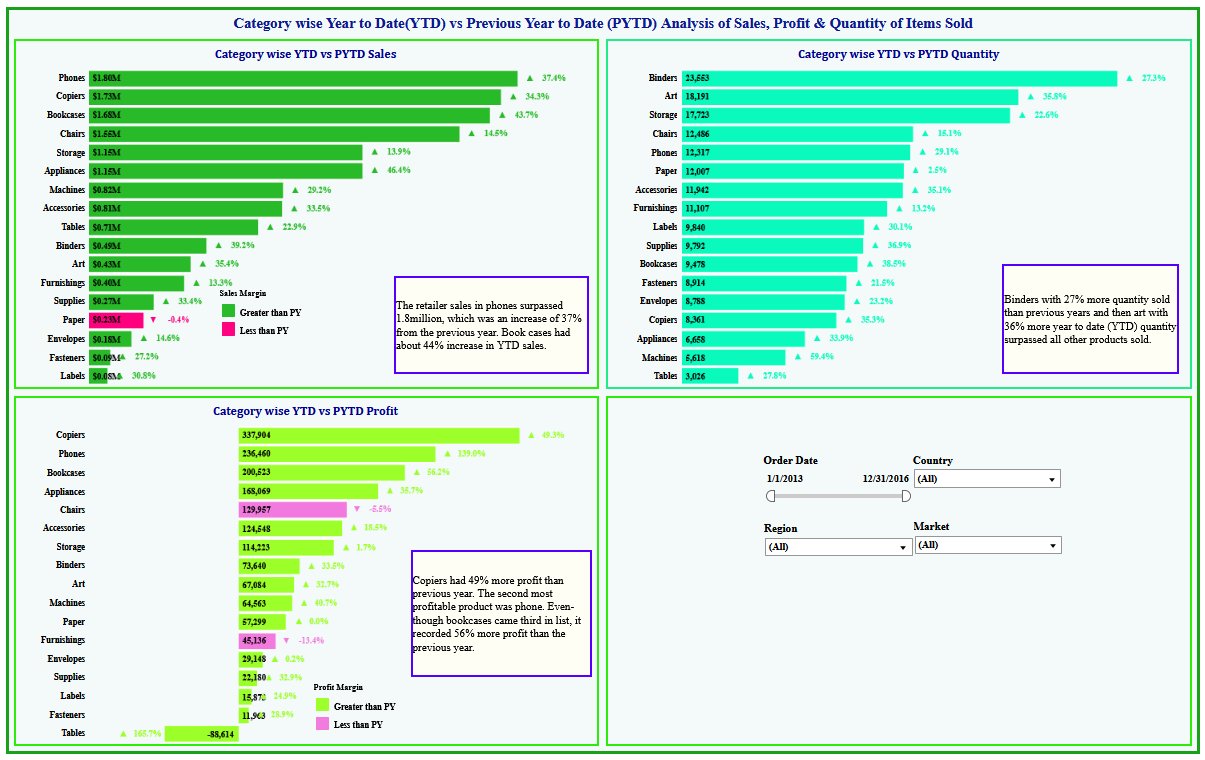 Category wise Year to Date(YTD) vs Previous Year to Date (PYTD) Analysis of Sales, Profit & Quantity of Items Sold
Category wise YTD vs PYTD Sales
Phones $1.80M ▲ 37.4%
Copiers $1.73M ▲ 34.3%
Bookcases $1.68M ▲ 43.7%
Chairs $1.55M ▲ 14.5%
Storage $1.15M ▲ 13.9%
Appliances $1.15M ▲ 46.4%
Machines $0.82M ▲ 29.2%
Accessories $0.81M ▲ 33.5%
Tables $0.71M ▲ 22.9%
Binders $0.49M ▲ 39.2%
Art $0.43M ▲ 35.4%
Furnishings $0.40M ▲ 13.3%
Supplies $0.27M ▲ 33.4%
Paper $0.23M ▼ -0.4%
Envelopes $0.18M ▲ 14.6%
Fasteners $0.09M ▲ 27.2%
Labels $0.08M ▲ 30.8%
Sales Margin
Greater than PY
Less than PY
The retailer sales in phones surpassed
1.8million, which was an increase of 37%
from the previous year. Book cases had
about 44% increase in YTD sales.
Category wise YTD vs PYTD Quantity
Binders 23,553 ▲ 27.3%
Art 18,191 ▲ 35.8%
Storage 17,723 ▲ 22.6%
Chairs 12,486 ▲ 15.1%
Phones 12,317 ▲ 29.1%
Paper 12,007 ▲ 2.5%
Accessories 11,942 ▲ 35.1%
Furnishings 11,107 ▲ 13.2%
Labels 9,840 ▲ 30.1%
Supplies 9,792 ▲ 36.9%
Bookcases 9,478 ▲ 38.5%
Fasteners 8,914 ▲ 21.5%
Envelopes 8,788 ▲ 23.2%
Copiers 8,361 ▲ 35.3%
Appliances 6,658 ▲ 33.9%
Machines 5,618 ▲ 59.4%
Tables 3,026 ▲ 27.8%
Binders with 27% more quantity sold
than previous years and then art with
36% more year to date (YTD) quantity
surpassed all other products sold.
Category wise YTD vs PYTD Profit
Copiers 337,904 ▲ 49.3%
Phones 236,460 ▲ 139.0%
Bookcases 200,523 ▲ 56.2%
Appliances 168,069 ▲ 35.7%
Chairs 129,957 ▼ -5.5%
Accessories 124,548 ▲ 18.5%
Storage 114,223 ▲ 1.7%
Binders 73,640 ▲ 33.5%
Art 67,084 ▲ 32.7%
Machines 64,563 ▲ 40.7%
Paper 57,299 ▲ 0.0%
Furnishings 45,136 ▼ -13.4%
Envelopes 29,148 ▲ 0.2%
Supplies 22,180 ▲ 32.9%
Labels ▲ 24.9%
Fasteners 11,963 ▲ 28.9%
Tables ▲ -88,614
Copiers had 49% more profit than
previous year. The second most
profitable product was phone. Even-
though bookcases came third in list, it
recorded 56% more profit than the
previous year.
Profit Margin
Greater than PY
Less than PY
Order Date
1/1/2013 12/31/2016
Country
(All)
Region
(All)
Market
(All)